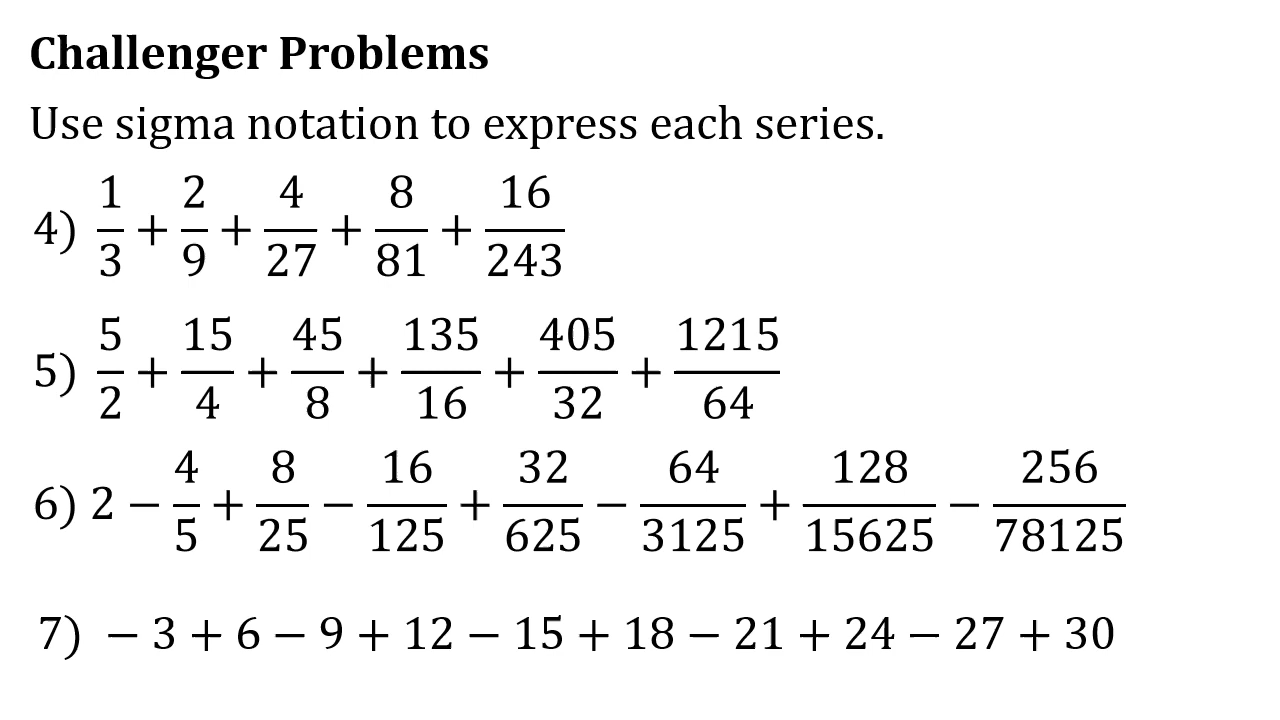 Challenger Problems
Use sigma notation to express each series.
4) 1/3 + 2/9 + 4/27 + 8/81 + 16/243
5) 5/2 + 15/4 + 45/8 + 135/16 + 405/32 + 1215/64
6) 2 − 4/5 + 8/25 − 16/125 + 32/625 − 64/3125 + 128/15625 − 256/78125
7) − 3 + 6 − 9 + 12 − 15 + 18 − 21 + 24 − 27 + 30